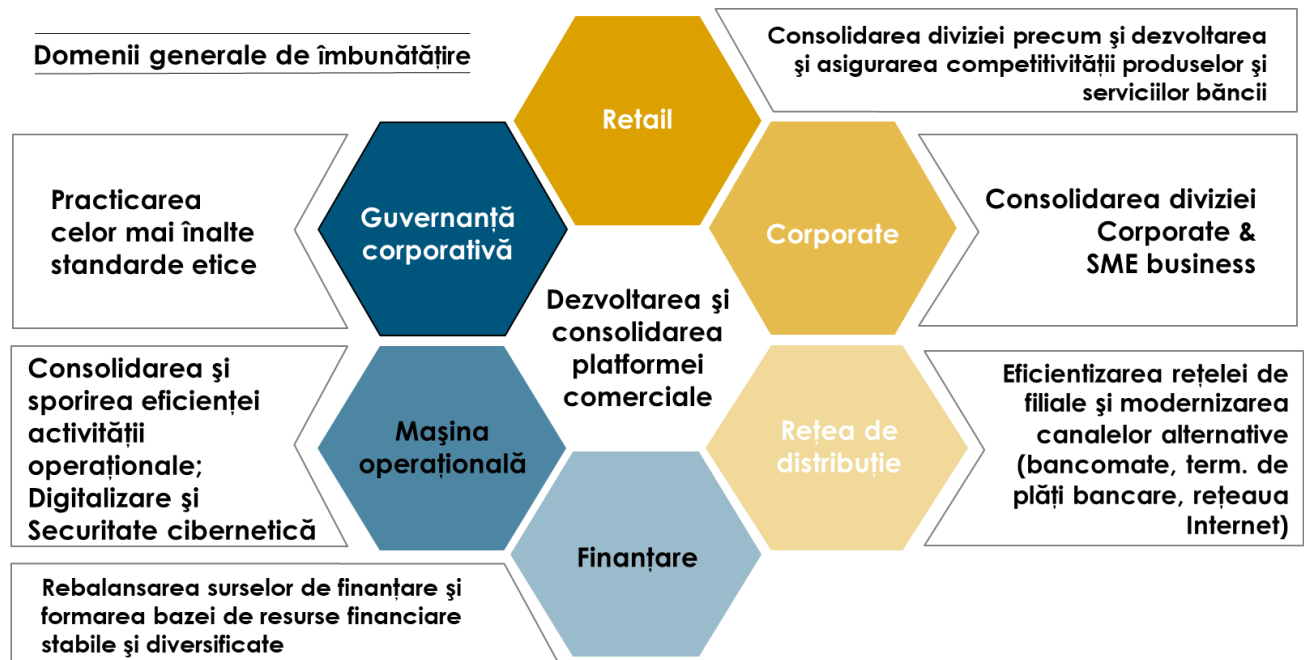 Domenii generale de îmbunătățire
Retail
Consolidarea diviziei precum şi dezvoltarea
şi asigurarea competitivității produselor şi
serviciilor băncii
Guvernanță
corporativă
Practicarea
celor mai înalte
standarde etice
Corporate
Consolidarea diviziei
Corporate &
SME business
Dezvoltarea şi
consolidarea
platformei
comerciale
Maşina
operațională
Consolidarea şi
sporirea eficienței
activității
operaționale;
Digitalizare şi
Securitate cibernetică
Rețea de
distribuție
Eficientizarea rețelei de
filiale şi modernizarea
canalelor alternative
(bancomate, term. de
plăți bancare, rețeaua
Internet)
Finanțare
Rebalansarea surselor de finanțare şi
formarea bazei de resurse financiare
stabile şi diversificate